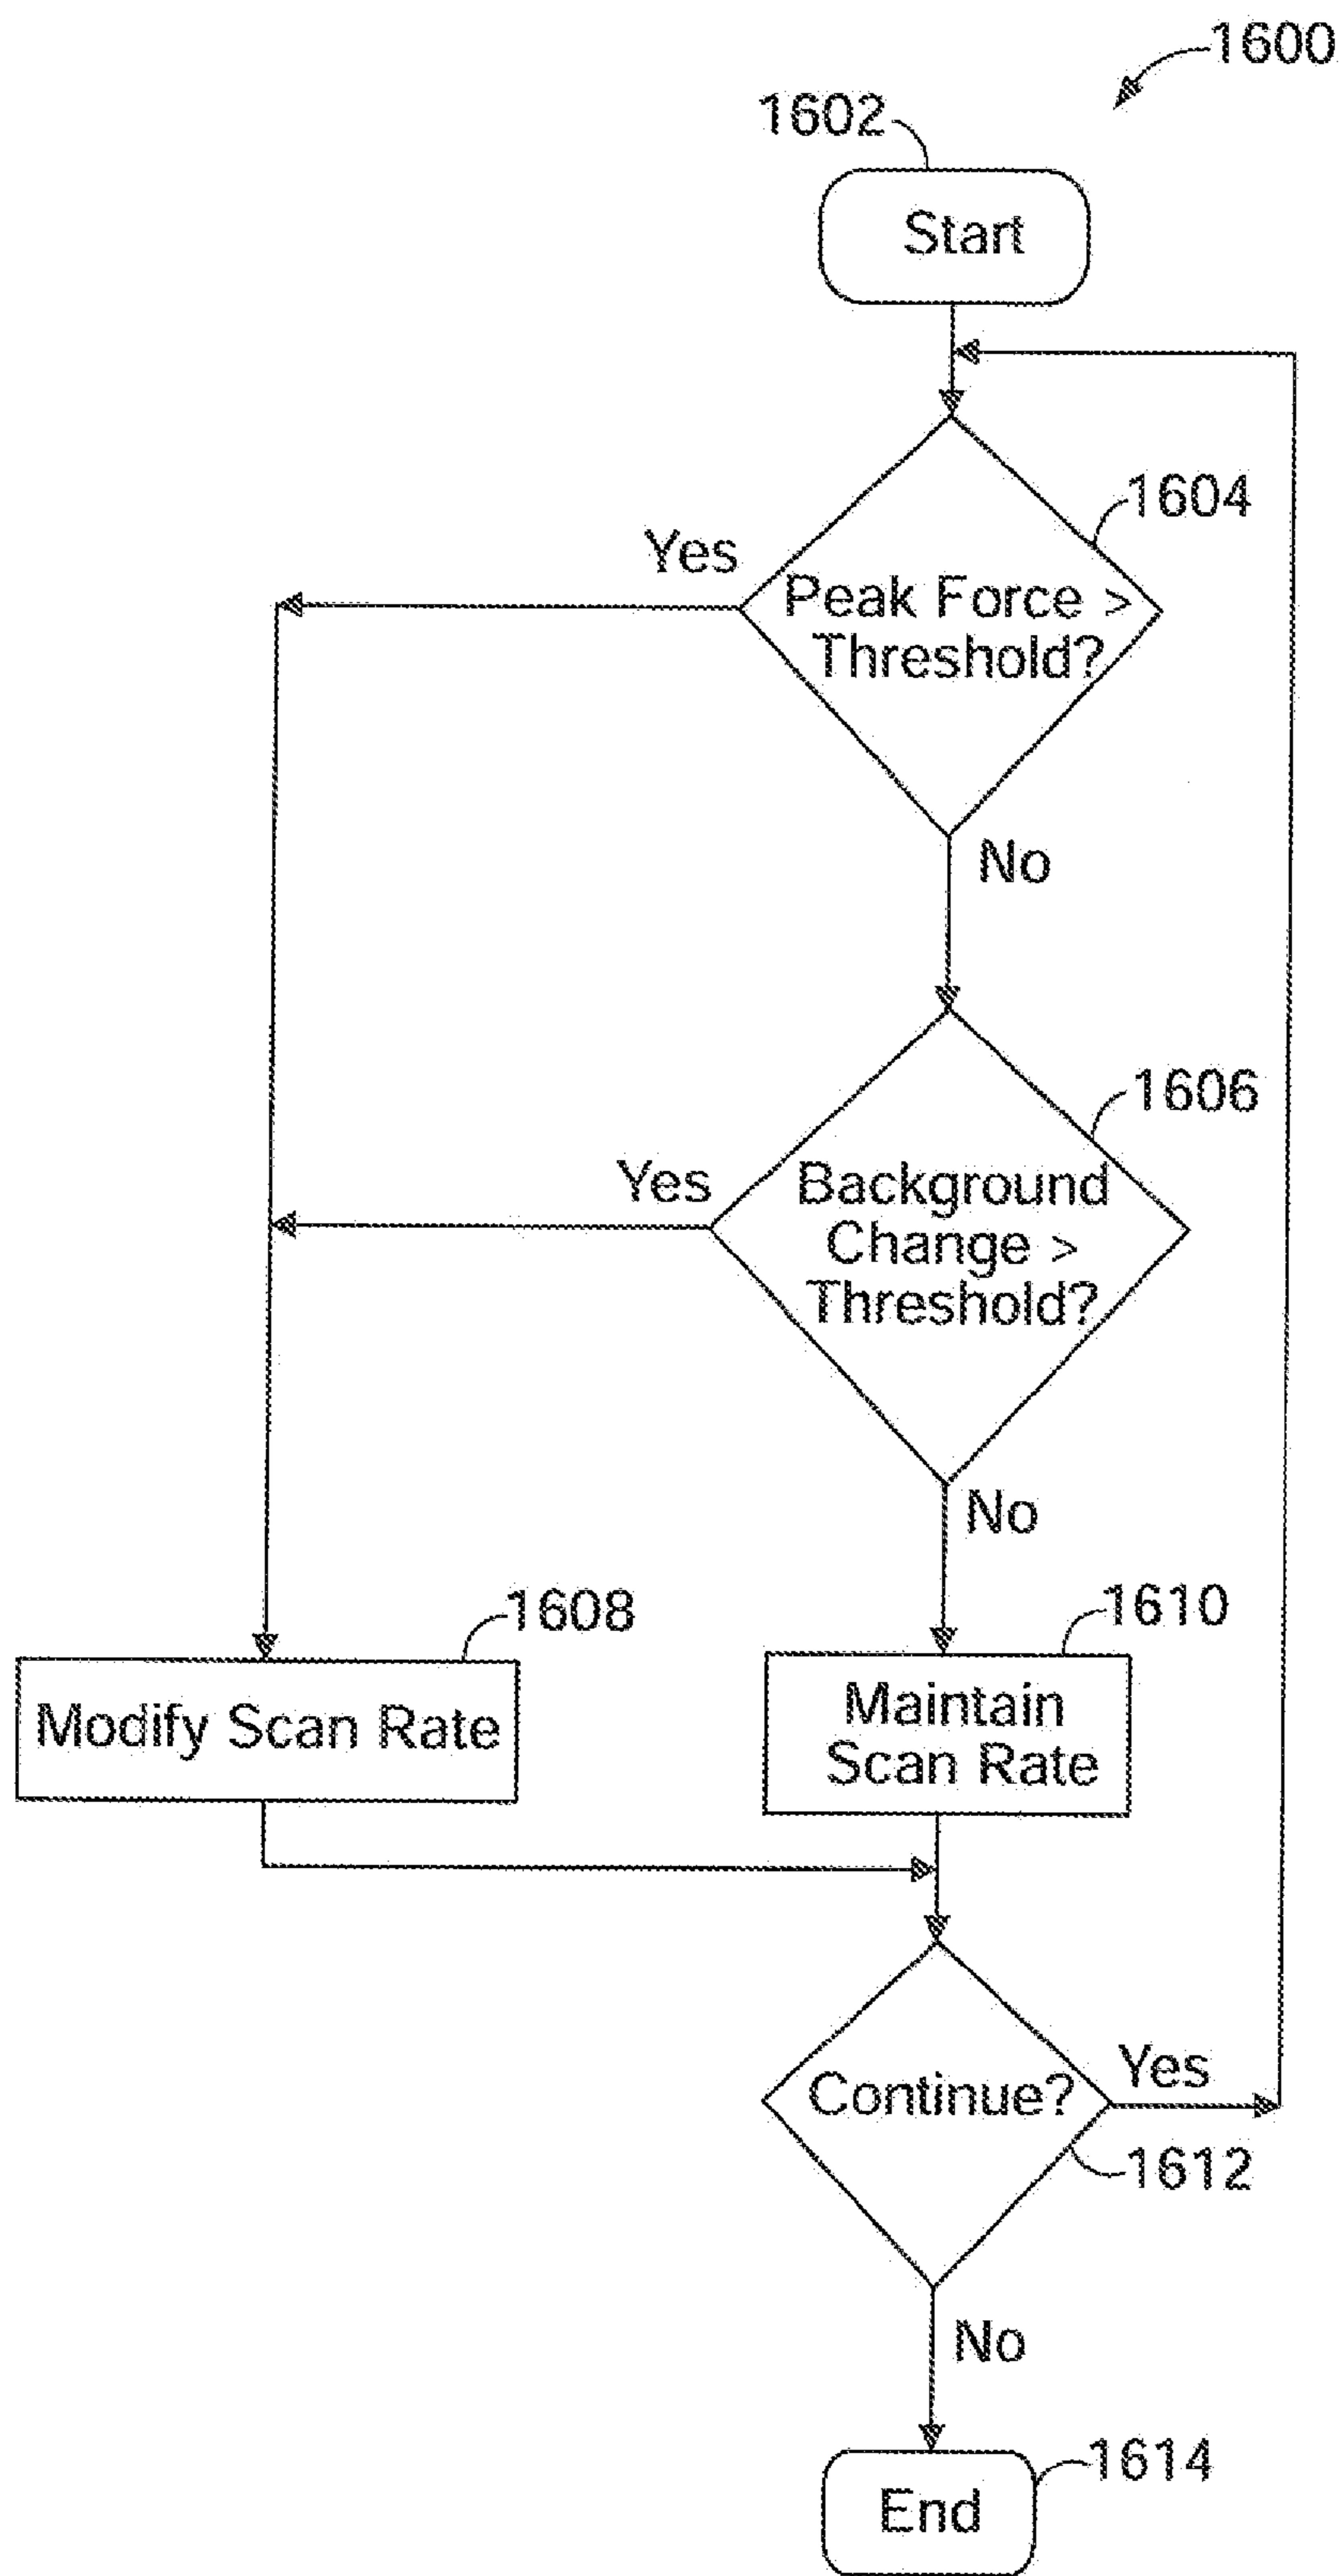 1600
1602
Start
1604
Yes
Peak Force >
Threshold?
No
1606
Yes
Background
Change >
Threshold?
No
1608
1610
Modify Scan Rate
Maintain
Scan Rate
Continue?
Yes
1612
No
1614
End